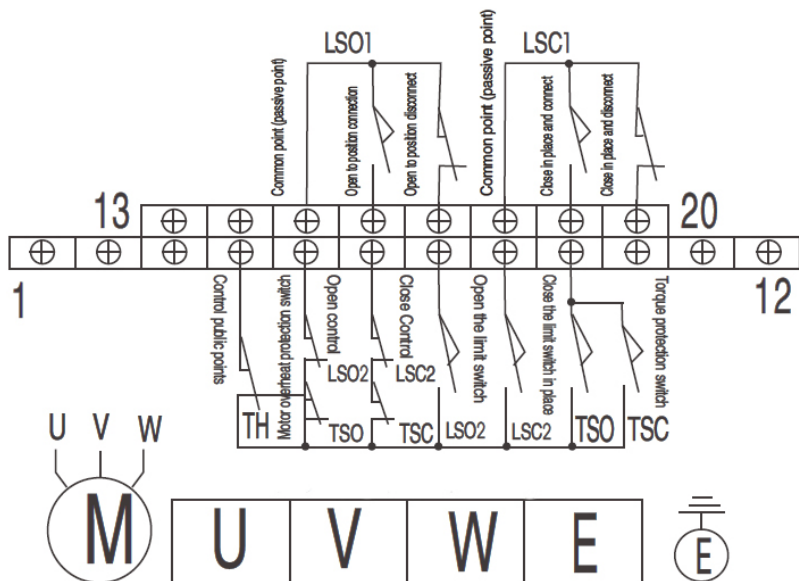 LSO1
LSC1
Common point (passive point)
Open to position connection
Open to position disconnect
Common point (passive point)
Close in place and connect
Close in place and disconnect
13
20
1
12
Control public points
Motor overheat protection switch
Open control
Close Control
Open the limit switch
Close the limit switch in place
Torque protection switch
LSO2
LSC2
TH
TSO
TSC
LSO2
LSC2
TSO
TSC
U V W
M
U V W E
E